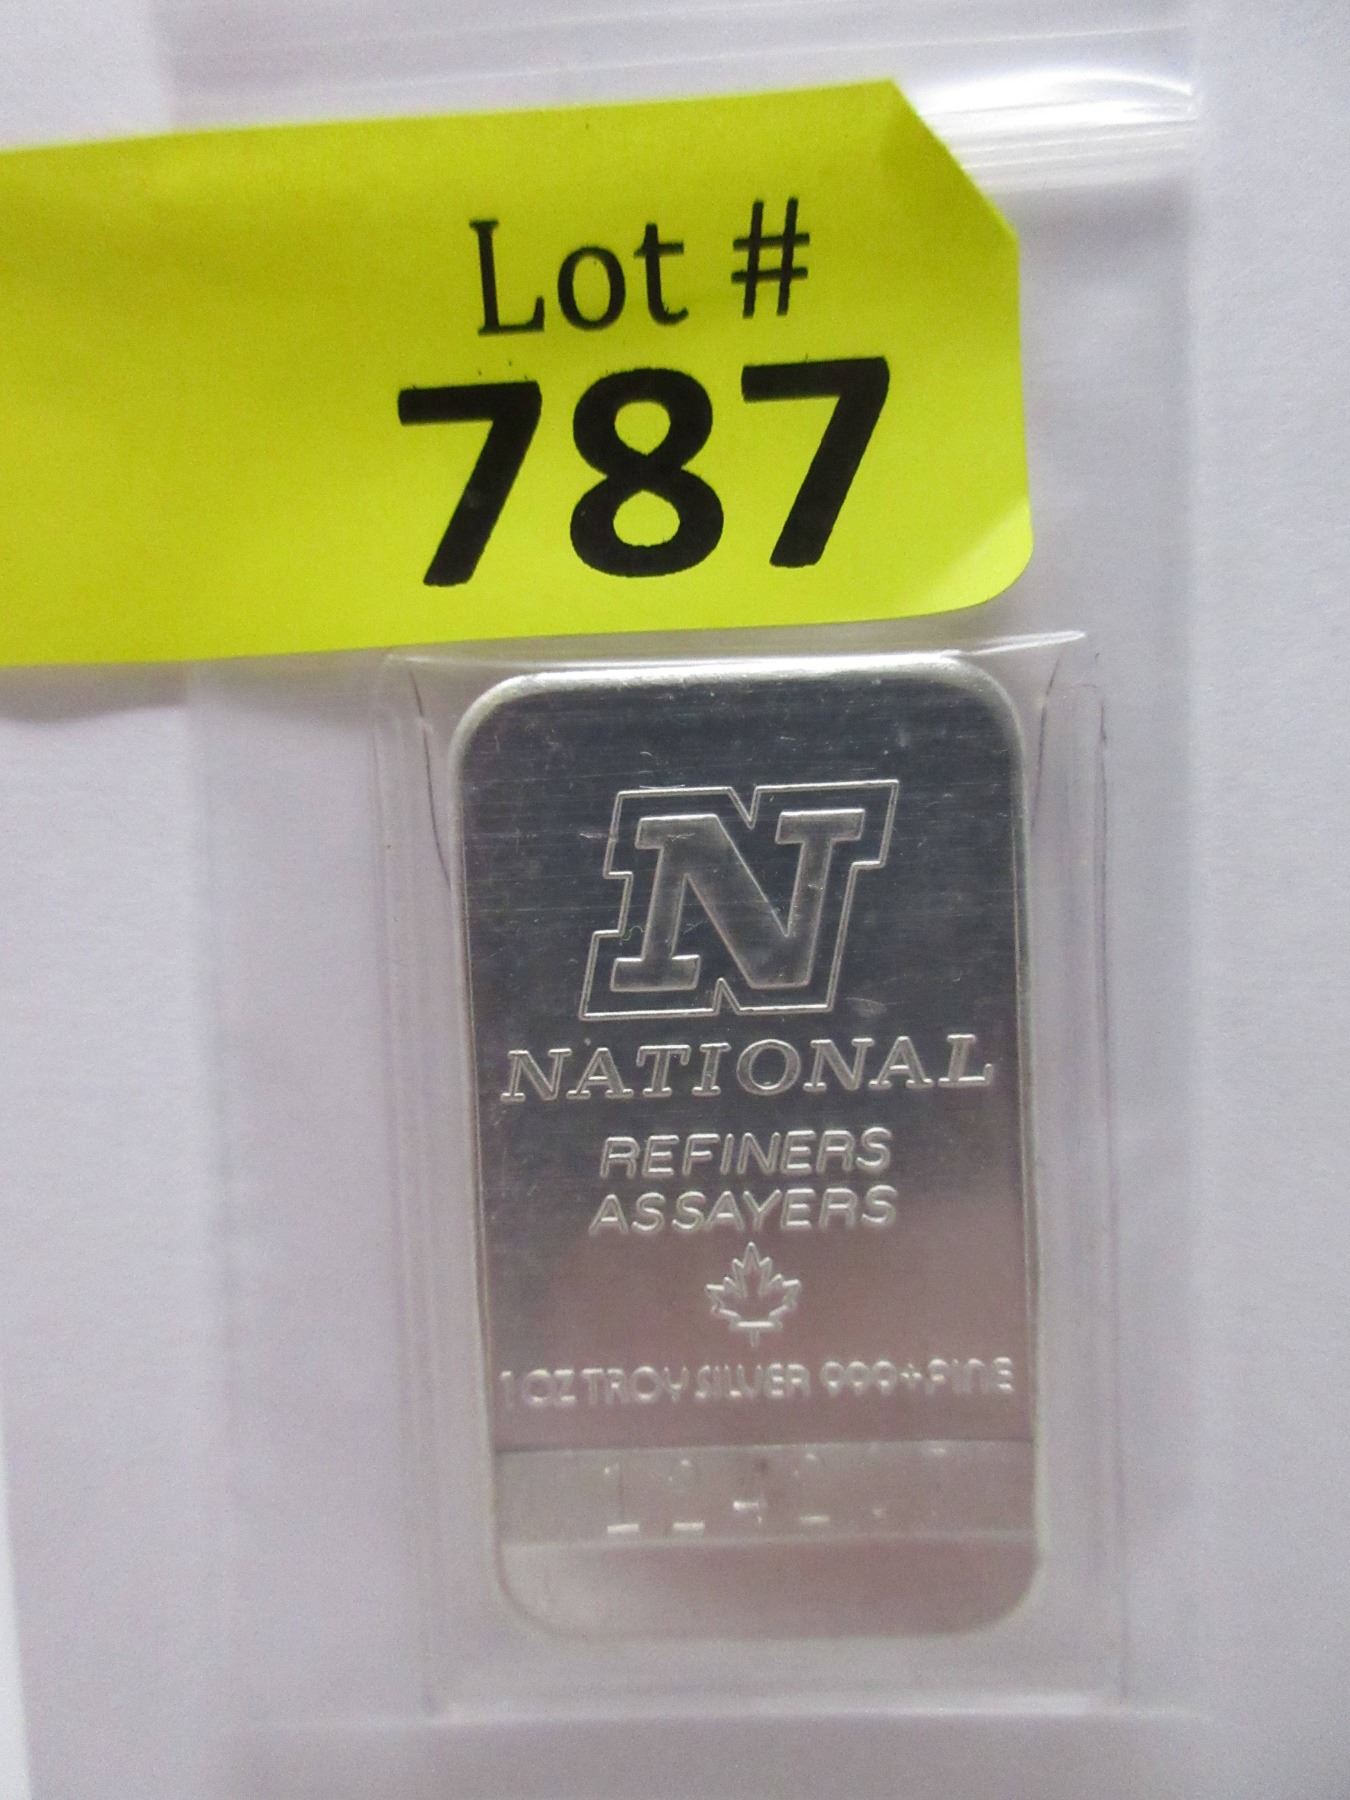 Lot #
787
N
NATIONAL
REFINERS
ASSAYERS
1 OZ TROY SILVER 999+ FINE